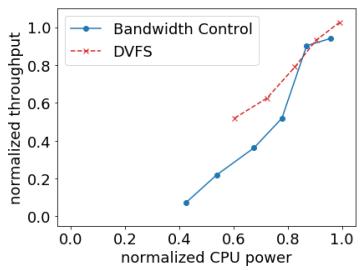 1.0
0.8
0.6
0.4
0.2
0.0
normalized throughput
Bandwidth Control
DVFS
0.0 0.2 0.4 0.6 0.8 1.0
normalized CPU power